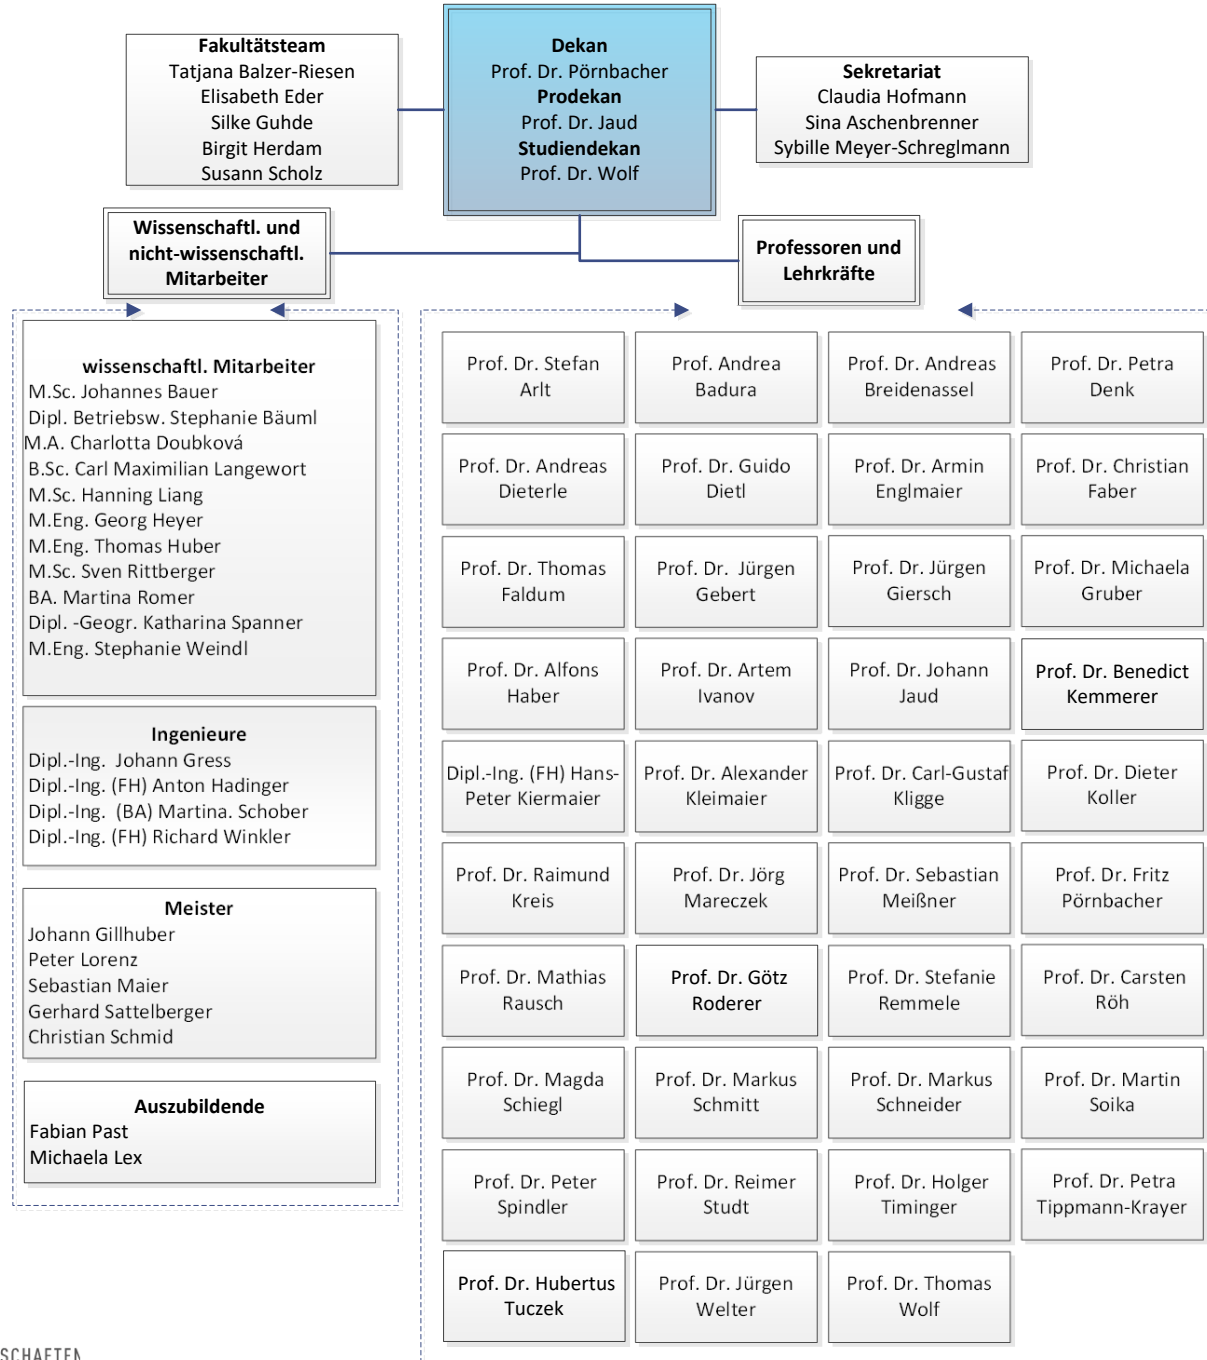 Fakultätsteam
Tatjana Balzer-Riesen
Elisabeth Eder
Silke Guhde
Birgit Herdam
Susann Scholz
Dekan
Prof. Dr. Pörnbacher
Prodekan
Prof. Dr. Jaud
Studiendekan
Prof. Dr. Wolf
Sekretariat
Claudia Hofmann
Sina Aschenbrenner
Sybille Meyer-Schreglmann
Wissenschaftl. und
nicht-wissenschaftl.
Mitarbeiter
Professoren und
Lehrkräfte
wissenschaftl. Mitarbeiter
M.Sc. Johannes Bauer
Dipl. Betriebsw. Stephanie Bäuml
M.A. Charlotta Doubková
B.Sc. Carl Maximilian Langewort
M.Sc. Hanning Liang
M.Eng. Georg Heyer
M.Eng. Thomas Huber
M.Sc. Sven Rittberger
BA. Martina Romer
Dipl. -Geogr. Katharina Spanner
M.Eng. Stephanie Weindl
Ingenieure
Dipl.-Ing. Johann Gress
Dipl.-Ing. (FH) Anton Hadinger
Dipl.-Ing. (BA) Martina. Schober
Dipl.-Ing. (FH) Richard Winkler
Meister
Johann Gillhuber
Peter Lorenz
Sebastian Maier
Gerhard Sattelberger
Christian Schmid
Auszubildende
Fabian Past
Michaela Lex
Prof. Dr. Stefan
Arlt
Prof. Andrea
Badura
Prof. Dr. Andreas
Breidenassel
Prof. Dr. Petra
Denk
Prof. Dr. Andreas
Dieterle
Prof. Dr. Guido
Dietl
Prof. Dr. Armin
Englmaier
Prof. Dr. Christian
Faber
Prof. Dr. Thomas
Faldum
Prof. Dr. Jürgen
Gebert
Prof. Dr. Jürgen
Giersch
Prof. Dr. Michaela
Gruber
Prof. Dr. Alfons
Haber
Prof. Dr. Artem
Ivanov
Prof. Dr. Johann
Jaud
Prof. Dr. Benedict
Kemmerer
Dipl.-Ing. (FH) Hans-
Peter Kiermaier
Prof. Dr. Alexander
Kleimaier
Prof. Dr. Carl-Gustaf
Kligge
Prof. Dr. Dieter
Koller
Prof. Dr. Raimund
Kreis
Prof. Dr. Jörg
Mareczek
Prof. Dr. Sebastian
Meißner
Prof. Dr. Fritz
Pörnbacher
Prof. Dr. Mathias
Rausch
Prof. Dr. Götz
Roderer
Prof. Dr. Stefanie
Remmele
Prof. Dr. Carsten
Röh
Prof. Dr. Magda
Schiegl
Prof. Dr. Markus
Schmitt
Prof. Dr. Markus
Schneider
Prof. Dr. Martin
Soika
Prof. Dr. Peter
Spindler
Prof. Dr. Reimer
Studt
Prof. Dr. Holger
Timinger
Prof. Dr. Petra
Tippmann-Krayer
Prof. Dr. Hubertus
Tuczek
Prof. Dr. Jürgen
Welter
Prof. Dr. Thomas
Wolf